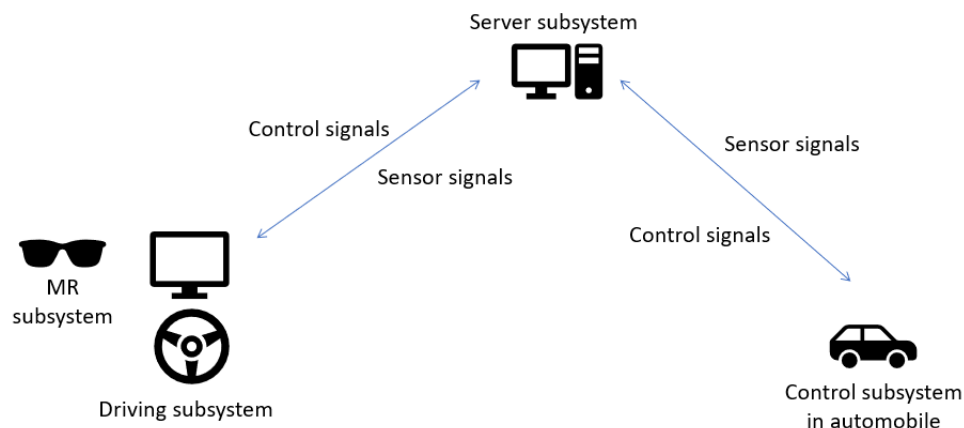 Server subsystem
Control signals
Sensor signals
Sensor signals
Control signals
MR
subsystem
Driving subsystem
Control subsystem
in automobile